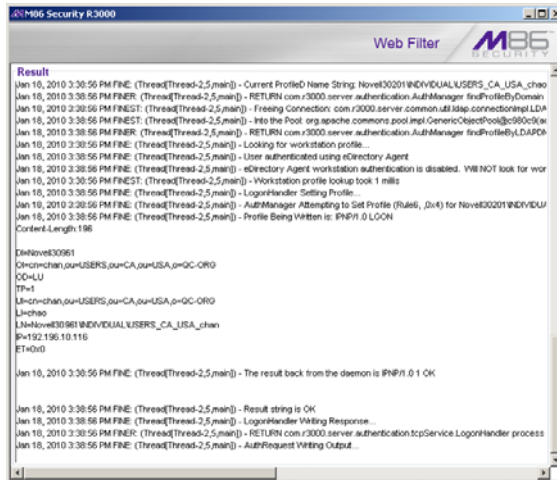 M86 Security R3000
Web Filter
M86
SECURITY
Result
Jan 18, 2010 3:38:56 PM FINE: (Thread[Thread-2,5,main]) - Current ProfileD Name String: Novell30201\INDIVIDUAL\USERS_CA_USA_chao
Jan 18, 2010 3:38:56 PM FINER: (Thread[Thread-2,5,main]) - RETURN com.r3000.server.authentication.AuthManager findProfileByDomain
Jan 18, 2010 3:38:56 PM FINEST: (Thread[Thread-2,5,main]) - Freeing Connection: com.r3000.server.common.util.ldap.connectionImpl.LDA
Jan 18, 2010 3:38:56 PM FINEST: (Thread[Thread-2,5,main]) - Into the Pool: org.apache.commons.pool.impl.GenericObjectPool@c980c9(ac
Jan 18, 2010 3:38:56 PM FINER: (Thread[Thread-2,5,main]) - RETURN com.r3000.server.authentication.AuthManager findProfileByLDAPDN
Jan 18, 2010 3:38:56 PM FINE: (Thread[Thread-2,5,main]) - Looking for workstation profile...
Jan 18, 2010 3:38:56 PM FINE: (Thread[Thread-2,5,main]) - User authenticated using eDirectory Agent
Jan 18, 2010 3:38:56 PM FINE: (Thread[Thread-2,5,main]) - eDirectory Agent workstation authentication is disabled. Will NOT look for wor
Jan 18, 2010 3:38:56 PM FINEST: (Thread[Thread-2,5,main]) - Workstation profile lookup took 1 millis
Jan 18, 2010 3:38:56 PM FINE: (Thread[Thread-2,5,main]) - LogonHandler Setting Profile...
Jan 18, 2010 3:38:56 PM FINE: (Thread[Thread-2,5,main]) - AuthManager Attempting to Set Profile (Rule6, ,0x4) for Novell30201\INDIVIDU
Jan 18, 2010 3:38:56 PM FINE: (Thread[Thread-2,5,main]) - Profile Being Written is: IPNP/1.0 LGON
Content-Length:196
DI=Novell30961
OI=cn=chan,ou=USERS,ou=CA,ou=USA,o=QC-ORG
OD=LU
TP=1
UI=cn=chan,ou=USERS,ou=CA,ou=USA,o=QC-ORG
LI=chao
LN=Novell30961\INDIVIDUAL\USERS_CA_USA_chan
IP=192.196.10.116
ET=0x0
Jan 18, 2010 3:38:56 PM FINE: (Thread[Thread-2,5,main]) - The result back from the daemon is IPNP/1.0 1 OK
Jan 18, 2010 3:38:56 PM FINE: (Thread[Thread-2,5,main]) - Result string is OK
Jan 18, 2010 3:38:56 PM FINE: (Thread[Thread-2,5,main]) - LogonHandler Writing Response...
Jan 18, 2010 3:38:56 PM FINER: (Thread[Thread-2,5,main]) - RETURN com.r3000.server.authentication.tcpService.LogonHandler process
Jan 18, 2010 3:38:56 PM FINE: (Thread[Thread-2,5,main]) - AuthRequest Writing Output...